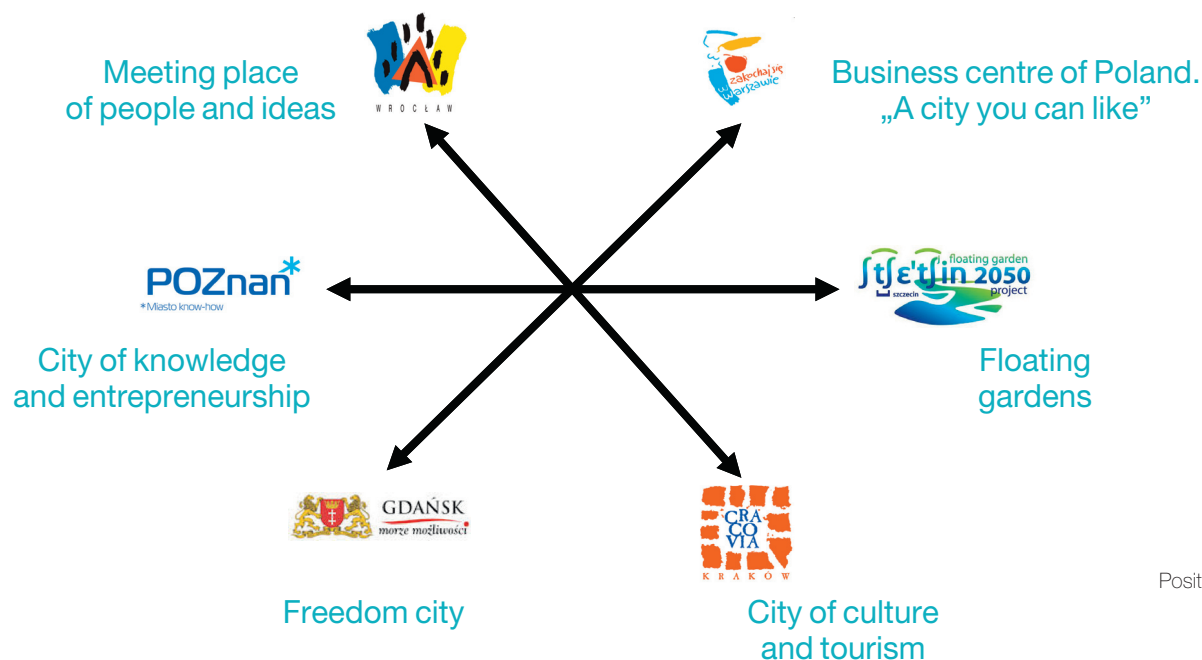 Meeting place
of people and ideas
WROCŁAW
zakochaj się
w warszawie
Business centre of Poland.
„A city you can like”
POZnan*
*Miasto know-how
City of knowledge
and entrepreneurship
floating garden
ʃtʃɛ'tʃin 2050
szczecin
project
Floating
gardens
GDAŃSK
morze możliwości
Freedom city
CRA
CO
VIA
KRAKÓW
City of culture
and tourism
Posit